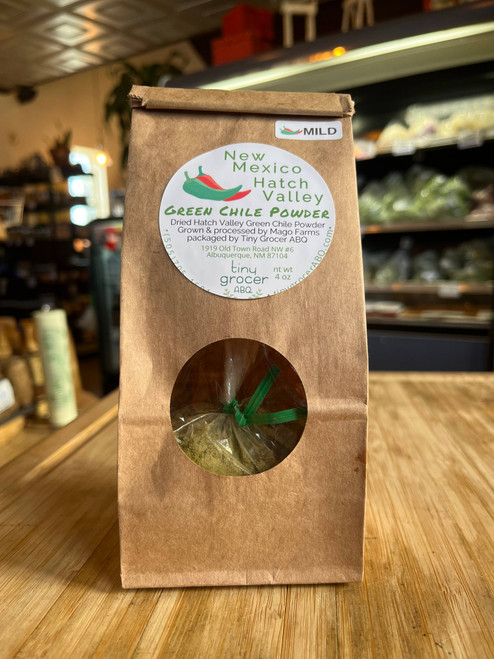 MILD
New
Mexico
Hatch
Valley
GREEN CHILE POWDER
Dried Hatch Valley Green Chile Powder
Grown & processed by Mago Farms
packaged by Tiny Grocer ABQ
1919 Old Town Road NW #6
Albuquerque, NM 87104
tiny
grocer
ABQ
nt wt
4 oz